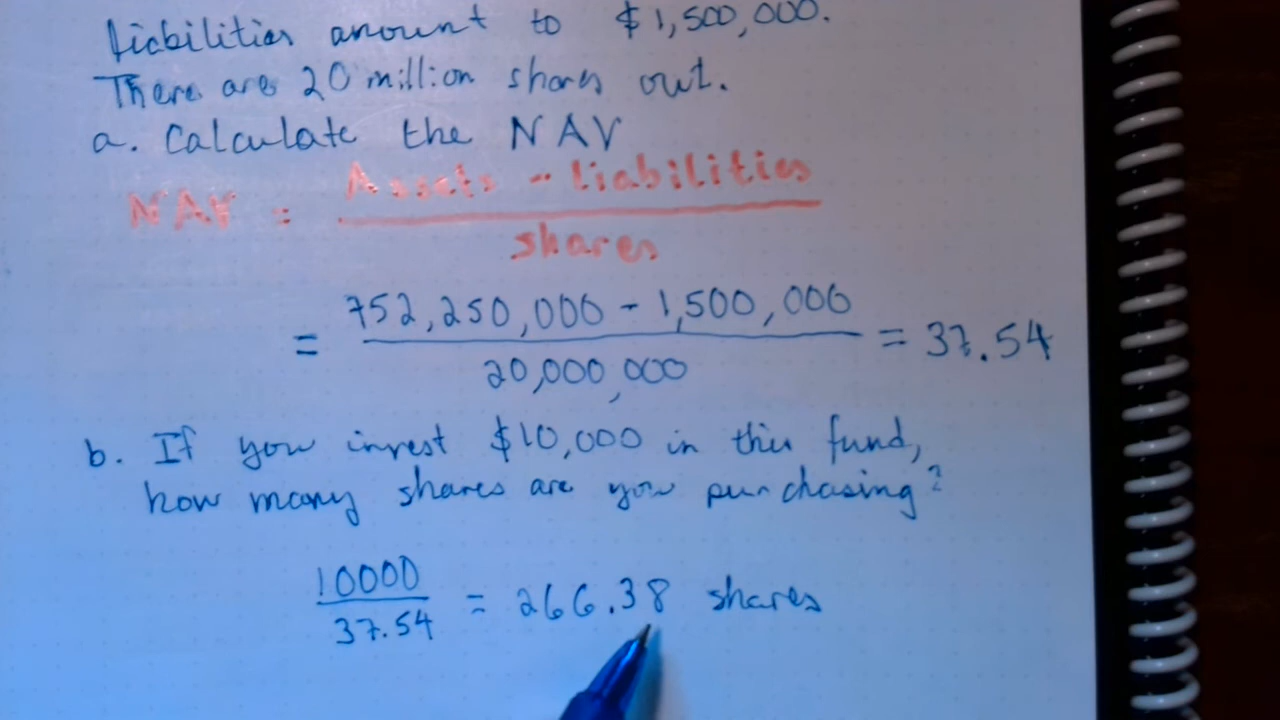 liabilities amount to $1,500,000.
There are 20 million shares out.
a. Calculate the NAV
NAV = Assets - liabilities
shares
= 752,250,000 - 1,500,000 = 37.54
20,000,000
b. If you invest $10,000 in this fund,
how many shares are you purchasing?
10000
37.54 = 266.38 shares